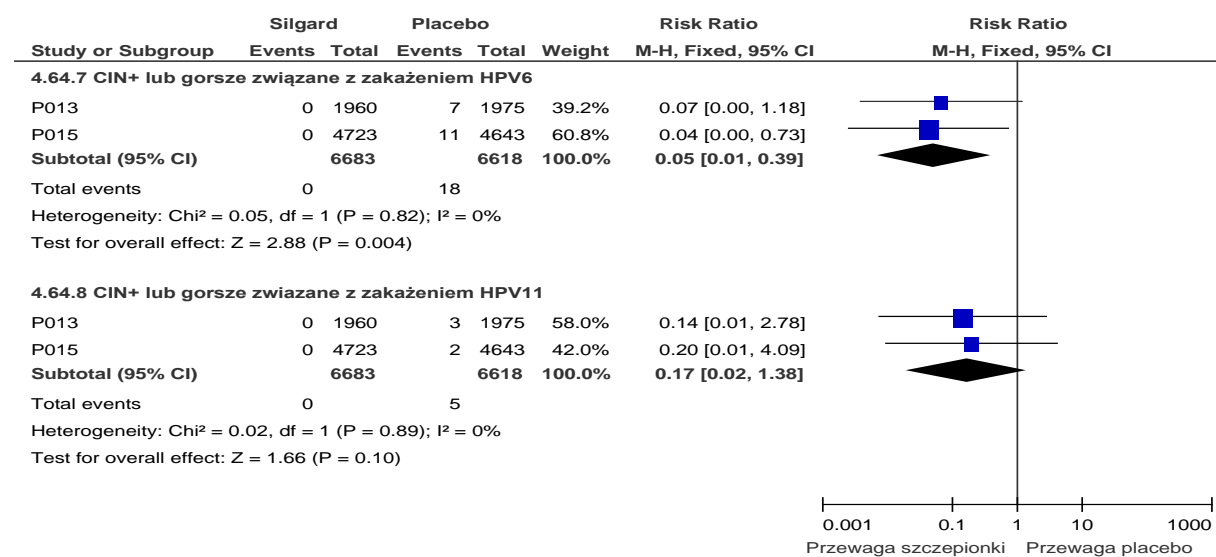 Silgard Placebo Risk Ratio Risk Ratio
Study or Subgroup Events Total Events Total Weight M-H, Fixed, 95% CI M-H, Fixed, 95% CI
4.64.7 CIN+ lub gorsze związane z zakażeniem HPV6
P013 0 1960 7 1975 39.2% 0.07 [0.00, 1.18]
P015 0 4723 11 4643 60.8% 0.04 [0.00, 0.73]
Subtotal (95% CI) 6683 6618 100.0% 0.05 [0.01, 0.39]
Total events 0 18
Heterogeneity: Chi² = 0.05, df = 1 (P = 0.82); I² = 0%
Test for overall effect: Z = 2.88 (P = 0.004)
4.64.8 CIN+ lub gorsze zwiazane z zakażeniem HPV11
P013 0 1960 3 1975 58.0% 0.14 [0.01, 2.78]
P015 0 4723 2 4643 42.0% 0.20 [0.01, 4.09]
Subtotal (95% CI) 6683 6618 100.0% 0.17 [0.02, 1.38]
Total events 0 5
Heterogeneity: Chi² = 0.02, df = 1 (P = 0.89); I² = 0%
Test for overall effect: Z = 1.66 (P = 0.10)
0.001 0.1 1 10 1000
Przewaga szczepionki Przewaga placebo